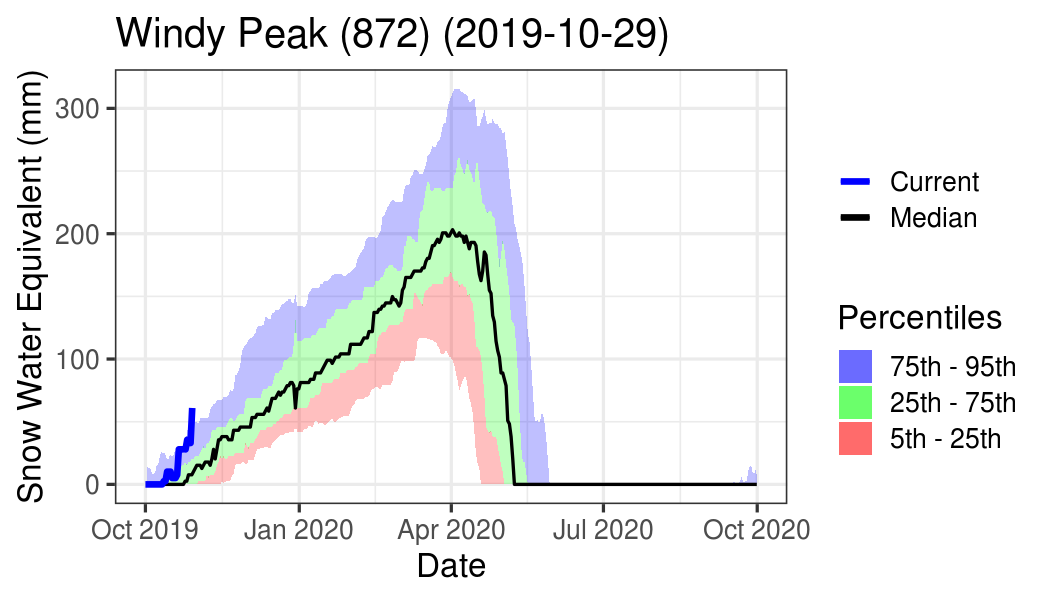 Windy Peak (872) (2019-10-29)
Snow Water Equivalent (mm)
300
200
100
0
Oct 2019 Jan 2020 Apr 2020 Jul 2020 Oct 2020
Date
Current
Median
Percentiles
75th - 95th
25th - 75th
5th - 25th